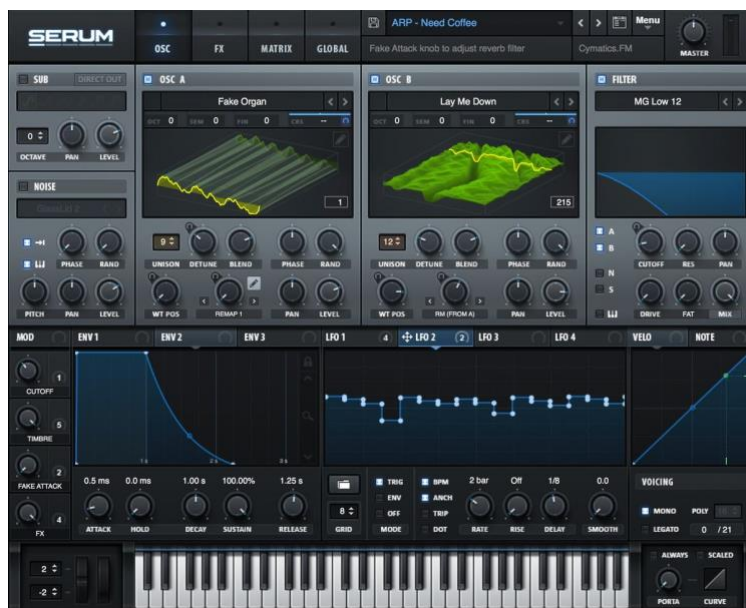 SERUM
OSC FX MATRIX GLOBAL
ARP - Need Coffee
Menu
Fake Attack knob to adjust reverb filter
Cymatics.FM
MASTER
SUB DIRECT OUT
0
OCTAVE PAN LEVEL
NOISE
PHASE RAND
PITCH PAN LEVEL
OSC A
Fake Organ
OCT 0 SEM 0 FIN 0 CRS --
1
9
UNISON DETUNE BLEND PHASE RAND
WT POS REMAP 1 PAN LEVEL
OSC B
Lay Me Down
OCT 0 SEM 0 FIN 0 CRS --
215
12
UNISON DETUNE BLEND PHASE RAND
WT POS RM (FROM A) PAN LEVEL
FILTER
MG Low 12
A
B
N
S
CUTOFF RES PAN
DRIVE FAT MIX
MOD ENV 1 ENV 2 ENV 3 LFO 1 4 LFO 2 2 LFO 3 LFO 4 VELO NOTE
1
CUTOFF
5
TIMBRE
2
FAKE ATTACK
4
FX
1 s 2 s 3 s
0.5 ms 0.0 ms 1.00 s 100.00% 1.25 s
ATTACK HOLD DECAY SUSTAIN RELEASE
8
GRID
TRIG
ENV
OFF
MODE
BPM
ANCH
TRIP
DOT
2 bar Off 1/8 0.0
RATE RISE DELAY SMOOTH
VOICING
MONO POLY
LEGATO 0 /21
ALWAYS SCALED
PORTA CURVE
2
-2